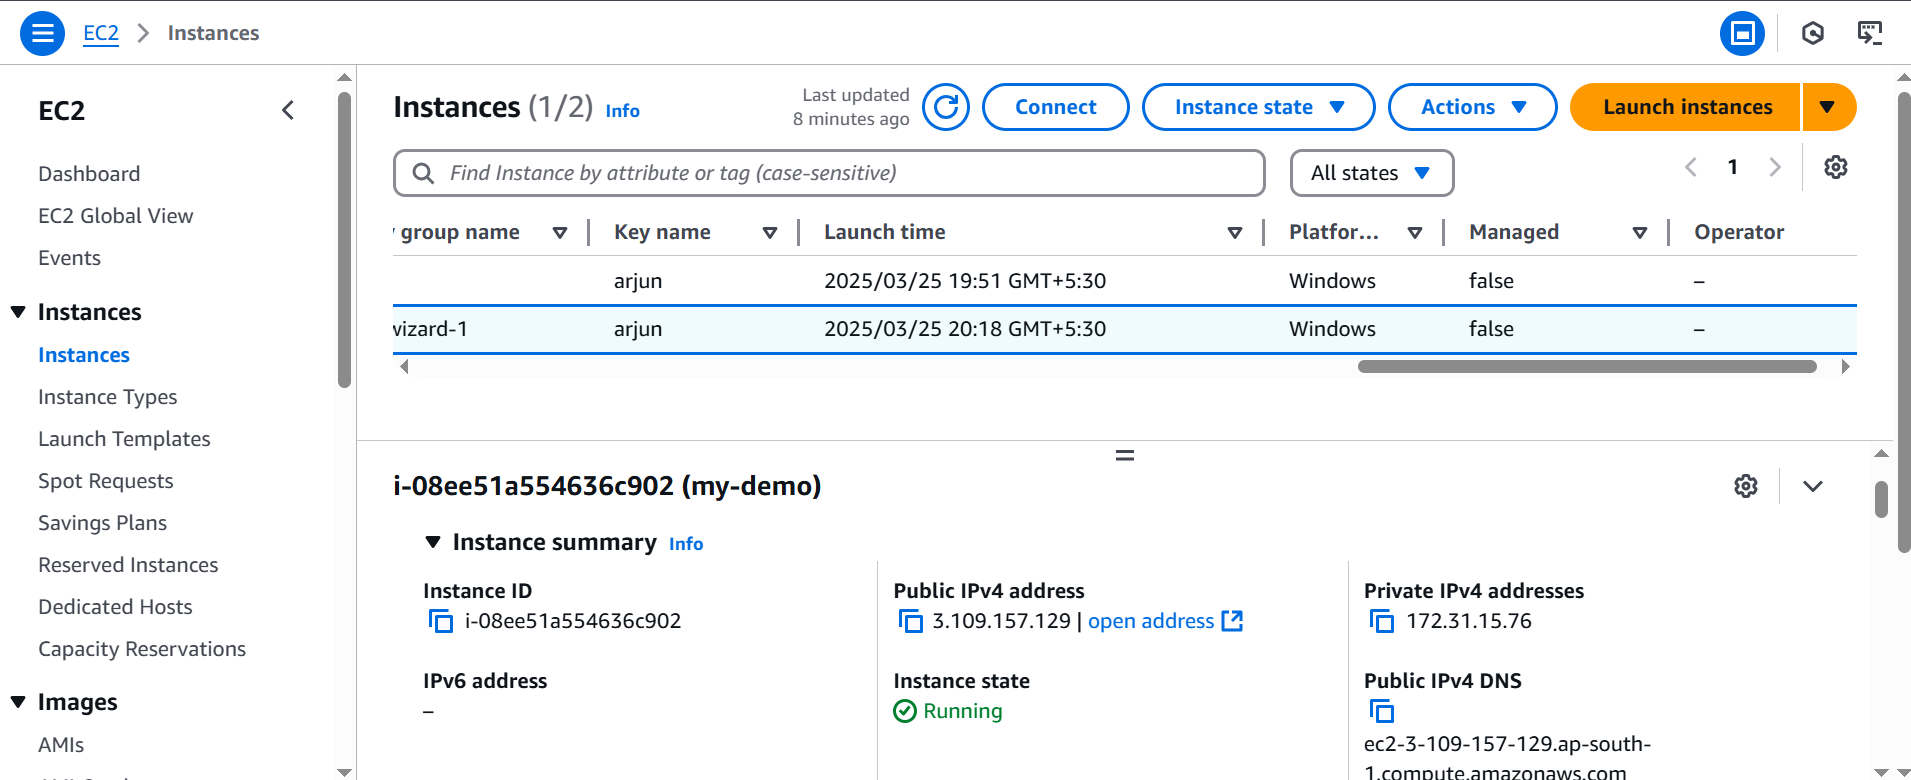 EC2 > Instances
EC2
Dashboard
EC2 Global View
Events
Instances
Instances
Instance Types
Launch Templates
Spot Requests
Savings Plans
Reserved Instances
Dedicated Hosts
Capacity Reservations
Images
AMIs
Instances (1/2) Info
Last updated
8 minutes ago
Connect
Instance state
Actions
Launch instances
Find Instance by attribute or tag (case-sensitive)
All states
1
group name Key name Launch time Platfor... Managed Operator
arjun 2025/03/25 19:51 GMT+5:30 Windows false –
wizard-1 arjun 2025/03/25 20:18 GMT+5:30 Windows false –
i-08ee51a554636c902 (my-demo)
Instance summary Info
Instance ID
i-08ee51a554636c902
Public IPv4 address
3.109.157.129 | open address
Private IPv4 addresses
172.31.15.76
IPv6 address
–
Instance state
Running
Public IPv4 DNS
ec2-3-109-157-129.ap-south-
1.compute.amazonaws.com